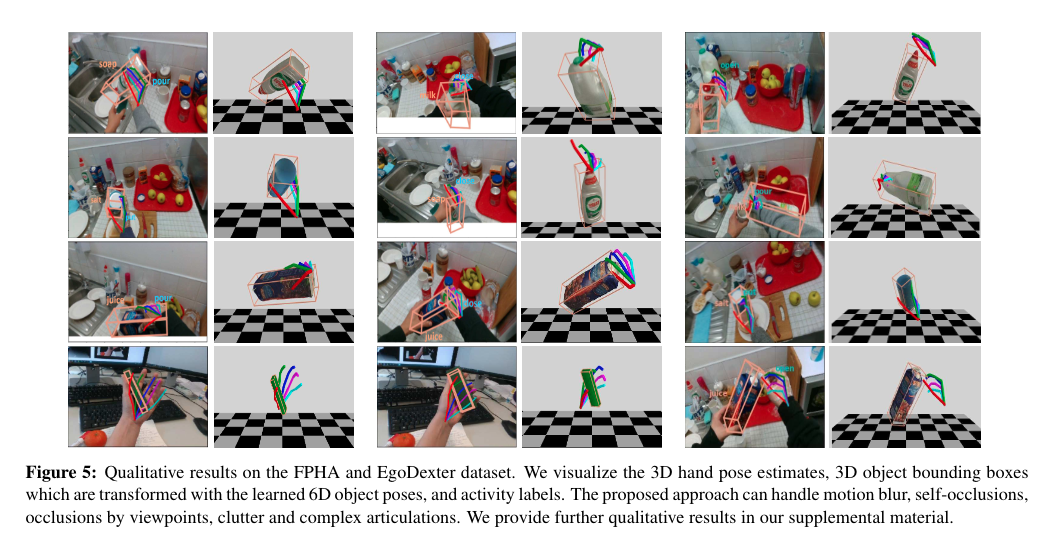 soap
pour
open
pour
juice
pour
juice
open
juice
Figure 5: Qualitative results on the FPHA and EgoDexter dataset. We visualize the 3D hand pose estimates, 3D object bounding boxes
which are transformed with the learned 6D object poses, and activity labels. The proposed approach can handle motion blur, self-occlusions,
occlusions by viewpoints, clutter and complex articulations. We provide further qualitative results in our supplemental material.